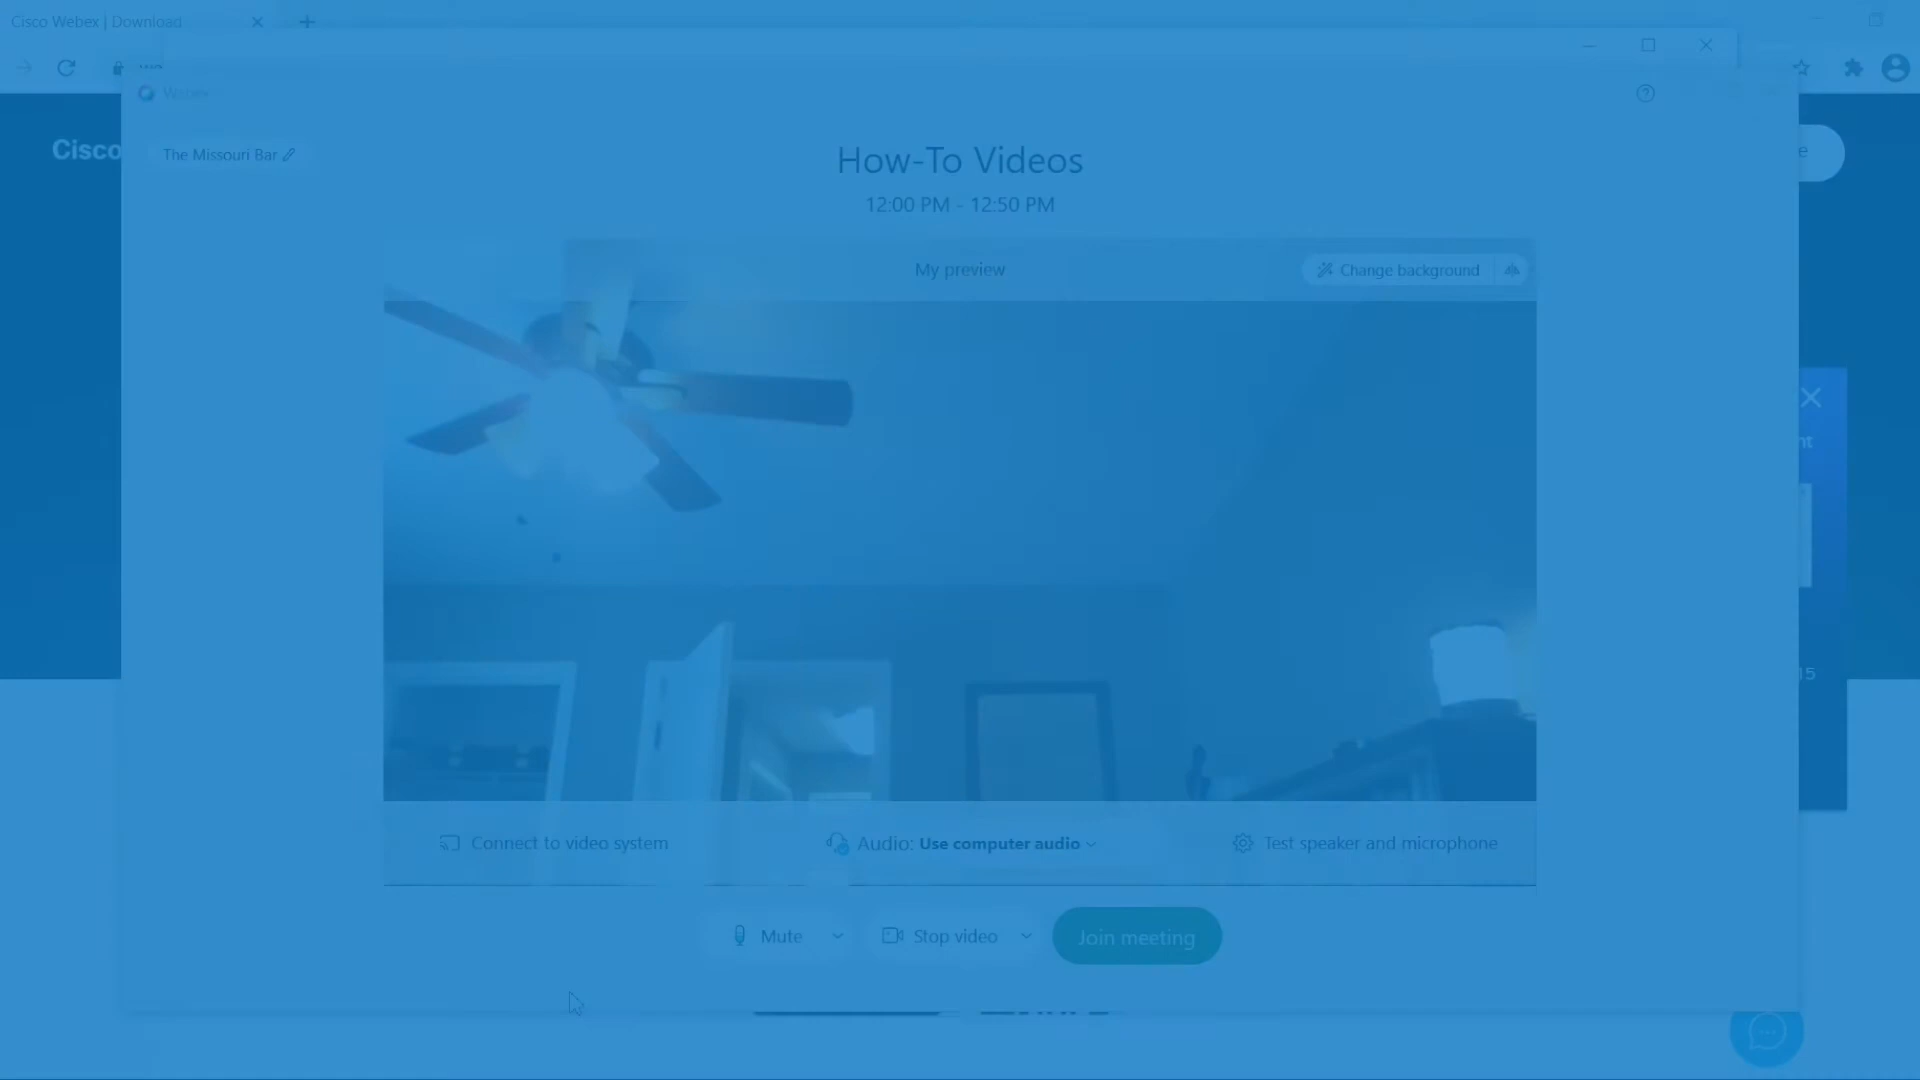 Cisco Webex | Download
Webex
Cisco
The Missouri Bar
How-To Videos
12:00 PM - 12:50 PM
My preview
Change background
Connect to video system
Audio: Use computer audio
Test speaker and microphone
Mute
Stop video
Join meeting